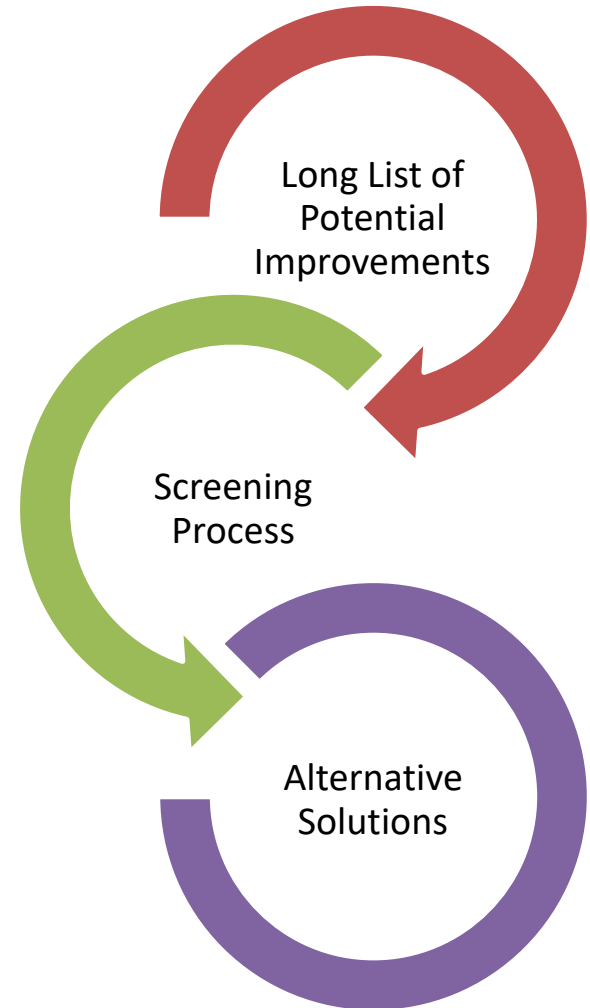 Long List of
Potential
Improvements
Screening
Process
Alternative
Solutions